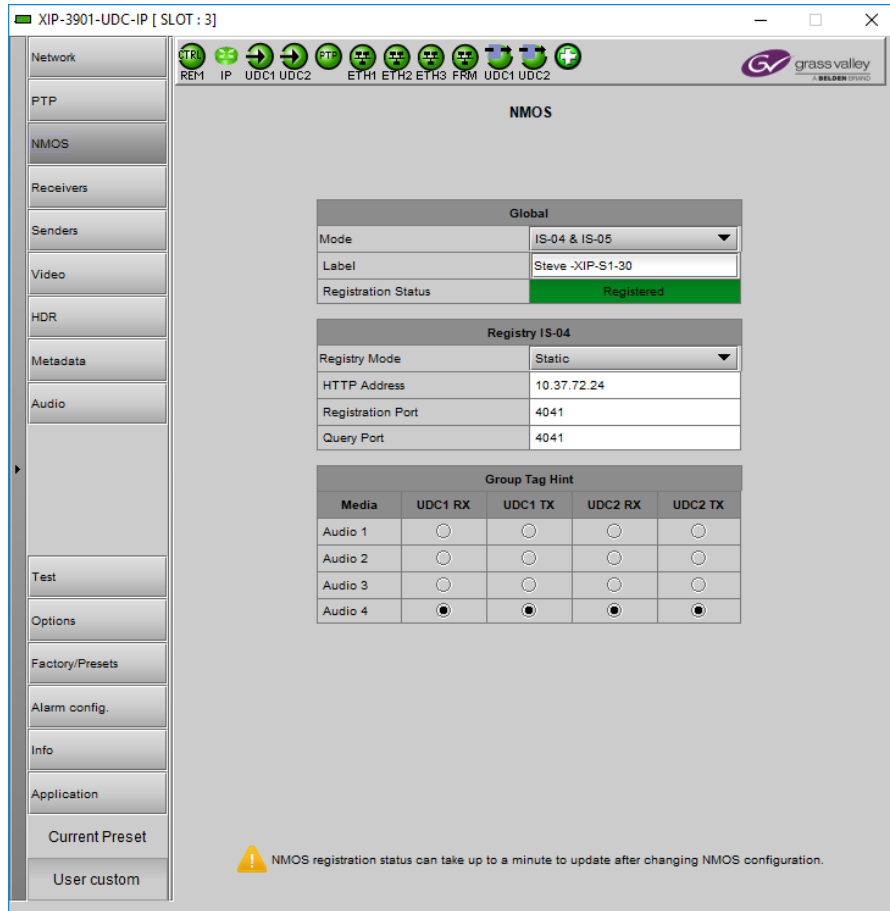 XIP-3901-UDC-IP [ SLOT : 3]
Network
PTP
NMOS
Receivers
Senders
Video
HDR
Metadata
Audio
Test
Options
Factory/Presets
Alarm config.
Info
Application
Current Preset
User custom
CTRL PTP
REM IP UDC1 UDC2 ETH1 ETH2 ETH3 FRM UDC1 UDC2
GV grass valley
A BELDEN BRAND
NMOS
Global
Mode IS-04 & IS-05
Label Steve -XIP-S1-30
Registration Status Registered
Registry IS-04
Registry Mode Static
HTTP Address 10.37.72.24
Registration Port 4041
Query Port 4041
Group Tag Hint
Media UDC1 RX UDC1 TX UDC2 RX UDC2 TX
Audio 1
Audio 2
Audio 3
Audio 4
NMOS registration status can take up to a minute to update after changing NMOS configuration.